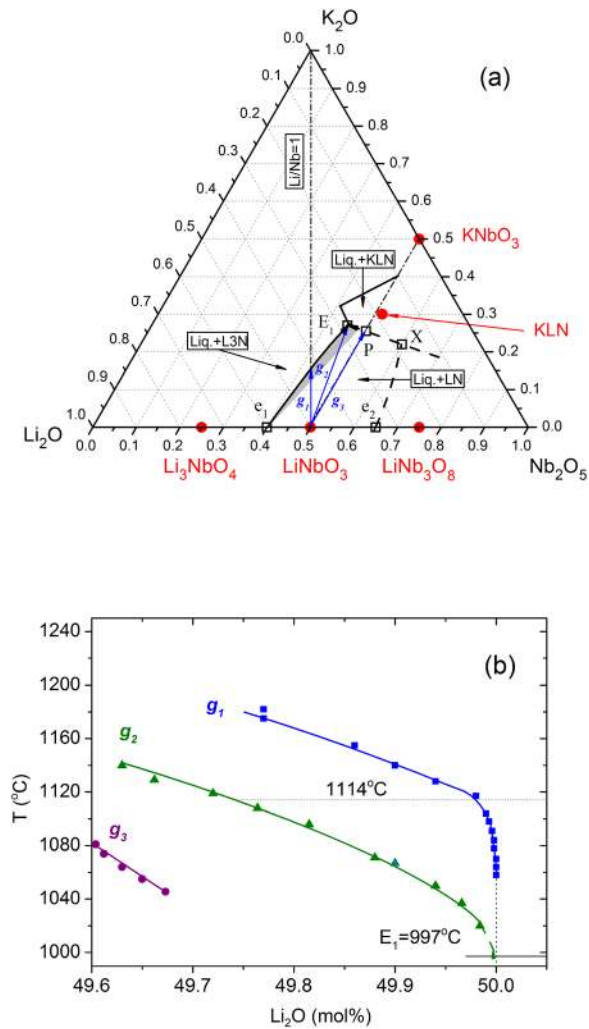 K2O
(a)
0.0 1.0
0.1 0.9
0.2 0.8
0.3 0.7
0.4 0.6
0.5 0.5
0.6 0.4
0.7 0.3
0.8 0.2
0.9 0.1
1.0 0.0
Li/Nb=1
KNbO3
Liq.+KLN
E1
KLN
Liq.+L3N
P
X
g2
Liq.+LN
g1
g3
e1
e2
0.0 0.1 0.2 0.3 0.4 0.5 0.6 0.7 0.8 0.9 1.0
Li2O
Nb2O5
Li3NbO4 LiNbO3 LiNb3O8
(b)
1240
1200
1160
1120
1080
1040
1000
T (°C)
g1
g2
g3
1114°C
E1=997°C
49.6 49.7 49.8 49.9 50.0
Li2O (mol%)